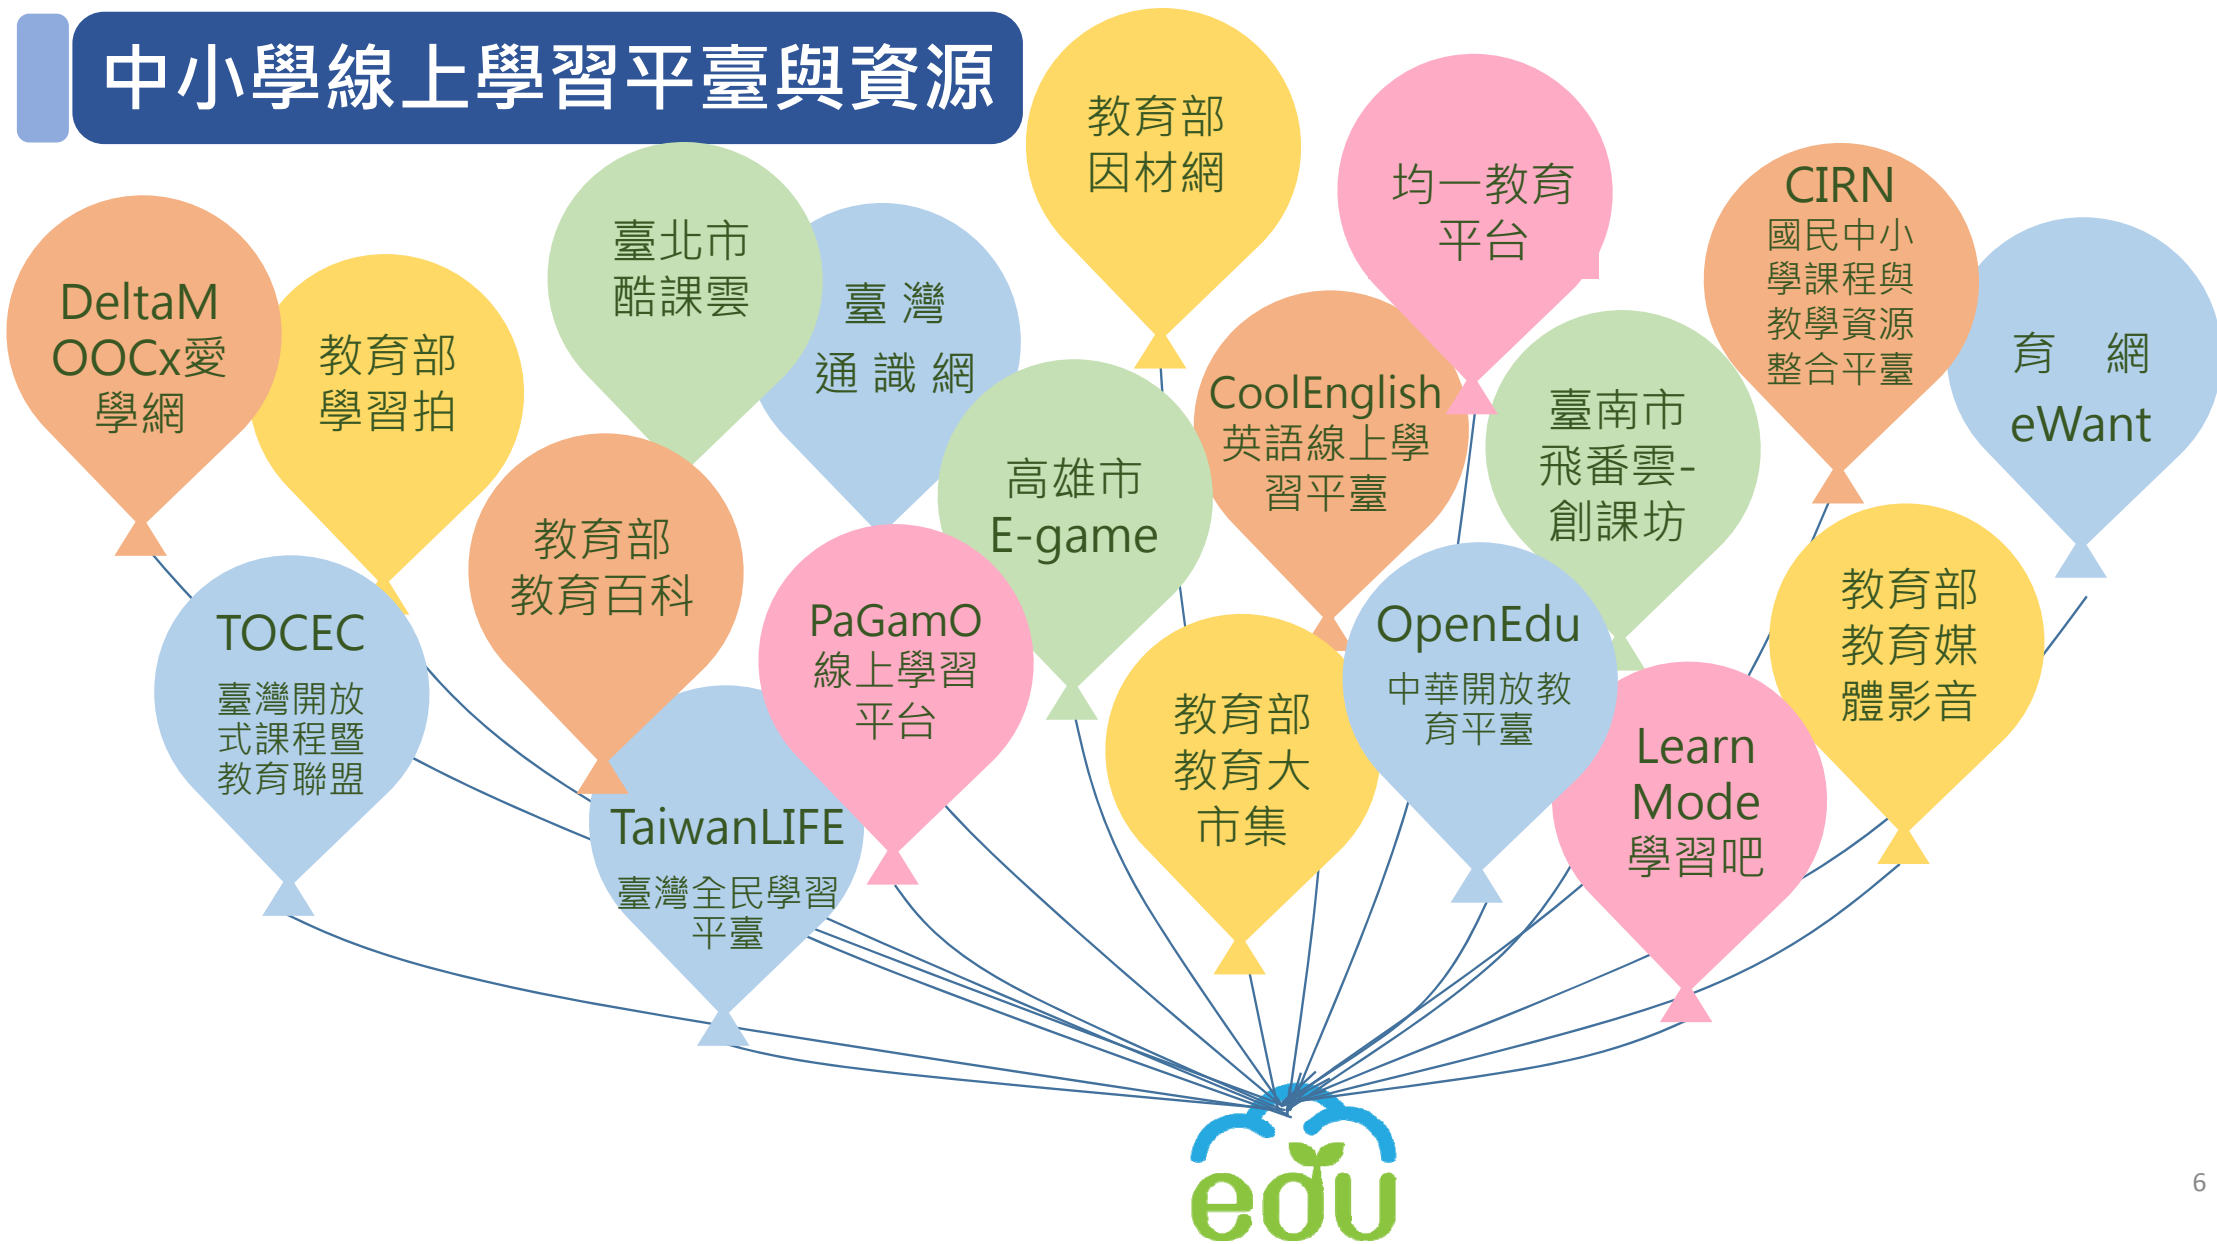 中小學線上學習平臺與資源
DeltaM
OOCx愛
學網
教育部
學習拍
臺北市
酷課雲
臺 灣
通 識 網
教育部
因材網
均一教育
平台
CIRN
國民中小
學課程與
教學資源
整合平臺
育 網
eWant
CoolEnglish
英語線上學
習平臺
臺南市
飛番雲-
創課坊
高雄市
E-game
教育部
教育百科
TOCEC
臺灣開放
式課程暨
教育聯盟
PaGamO
線上學習
平台
TaiwanLIFE
臺灣全民學習
平臺
教育部
教育大
市集
OpenEdu
中華開放教
育平臺
教育部
教育媒
體影音
Learn
Mode
學習吧
edu
6